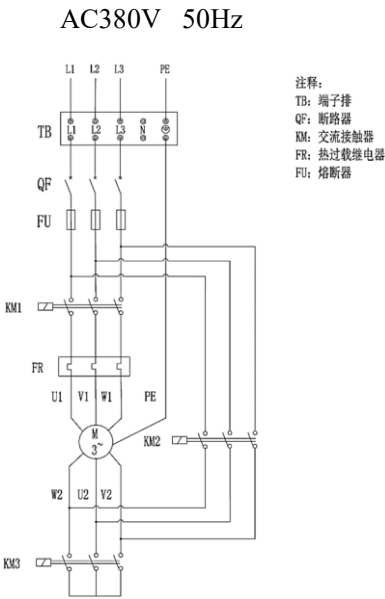 AC380V 50Hz
L1 L2 L3 PE
注释：
TB：端子排
QF：断路器
KM：交流接触器
FR：热过载继电器
FU：熔断器
TB L1 L2 L3 N
QF
FU
KM1
FR
U1 V1 W1 PE
M
3~
KM2
W2 U2 V2
KM3